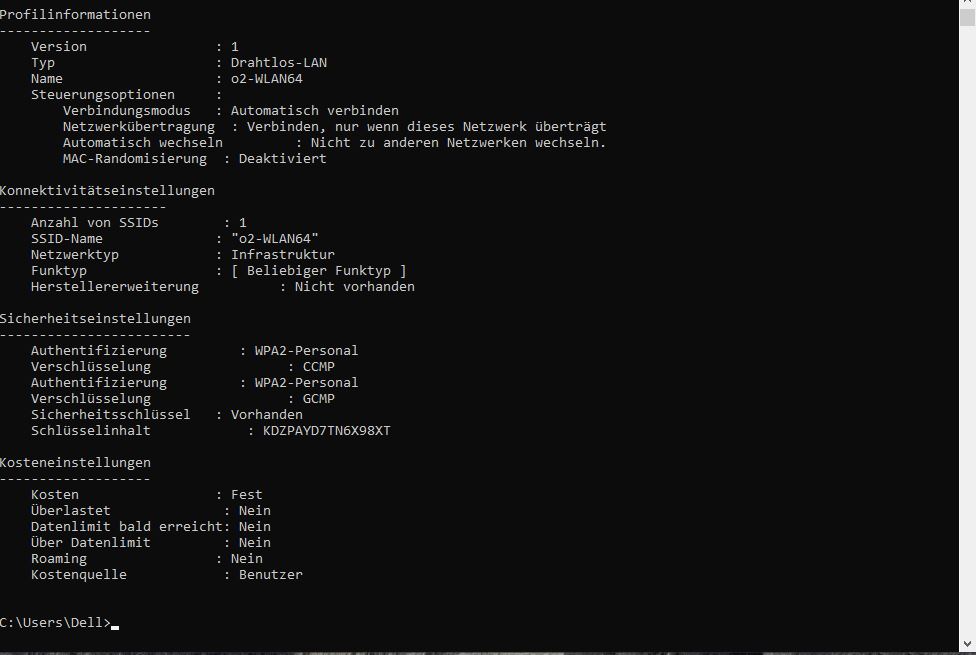 Profilinformationen
-------------------
    Version                : 1
    Typ                    : Drahtlos-LAN
    Name                   : o2-WLAN64
    Steuerungsoptionen     :
        Verbindungsmodus   : Automatisch verbinden
        Netzwerkübertragung  : Verbinden, nur wenn dieses Netzwerk überträgt
        Automatisch wechseln         : Nicht zu anderen Netzwerken wechseln.
        MAC-Randomisierung  : Deaktiviert
Konnektivitätseinstellungen
---------------------
    Anzahl von SSIDs        : 1
    SSID-Name              : "o2-WLAN64"
    Netzwerktyp            : Infrastruktur
    Funktyp                : [ Beliebiger Funktyp ]
    Herstellererweiterung          : Nicht vorhanden
Sicherheitseinstellungen
------------------------
    Authentifizierung         : WPA2-Personal
    Verschlüsselung                 : CCMP
    Authentifizierung         : WPA2-Personal
    Verschlüsselung                 : GCMP
    Sicherheitsschlüssel   : Vorhanden
    Schlüsselinhalt            : KDZPAYD7TN6X98XT
Kosteneinstellungen
-------------------
    Kosten                 : Fest
    Überlastet              : Nein
    Datenlimit bald erreicht: Nein
    Über Datenlimit         : Nein
    Roaming                : Nein
    Kostenquelle            : Benutzer
C:\Users\Dell>